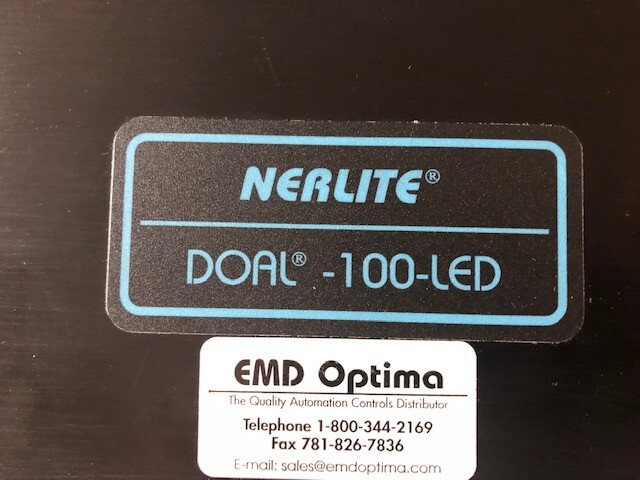 NERLITE®
DOAL® -100-LED
EMD Optima
The Quality Automation Controls Distributor
Telephone 1-800-344-2169
Fax 781-826-7836
E-mail: sales@emdoptima.com